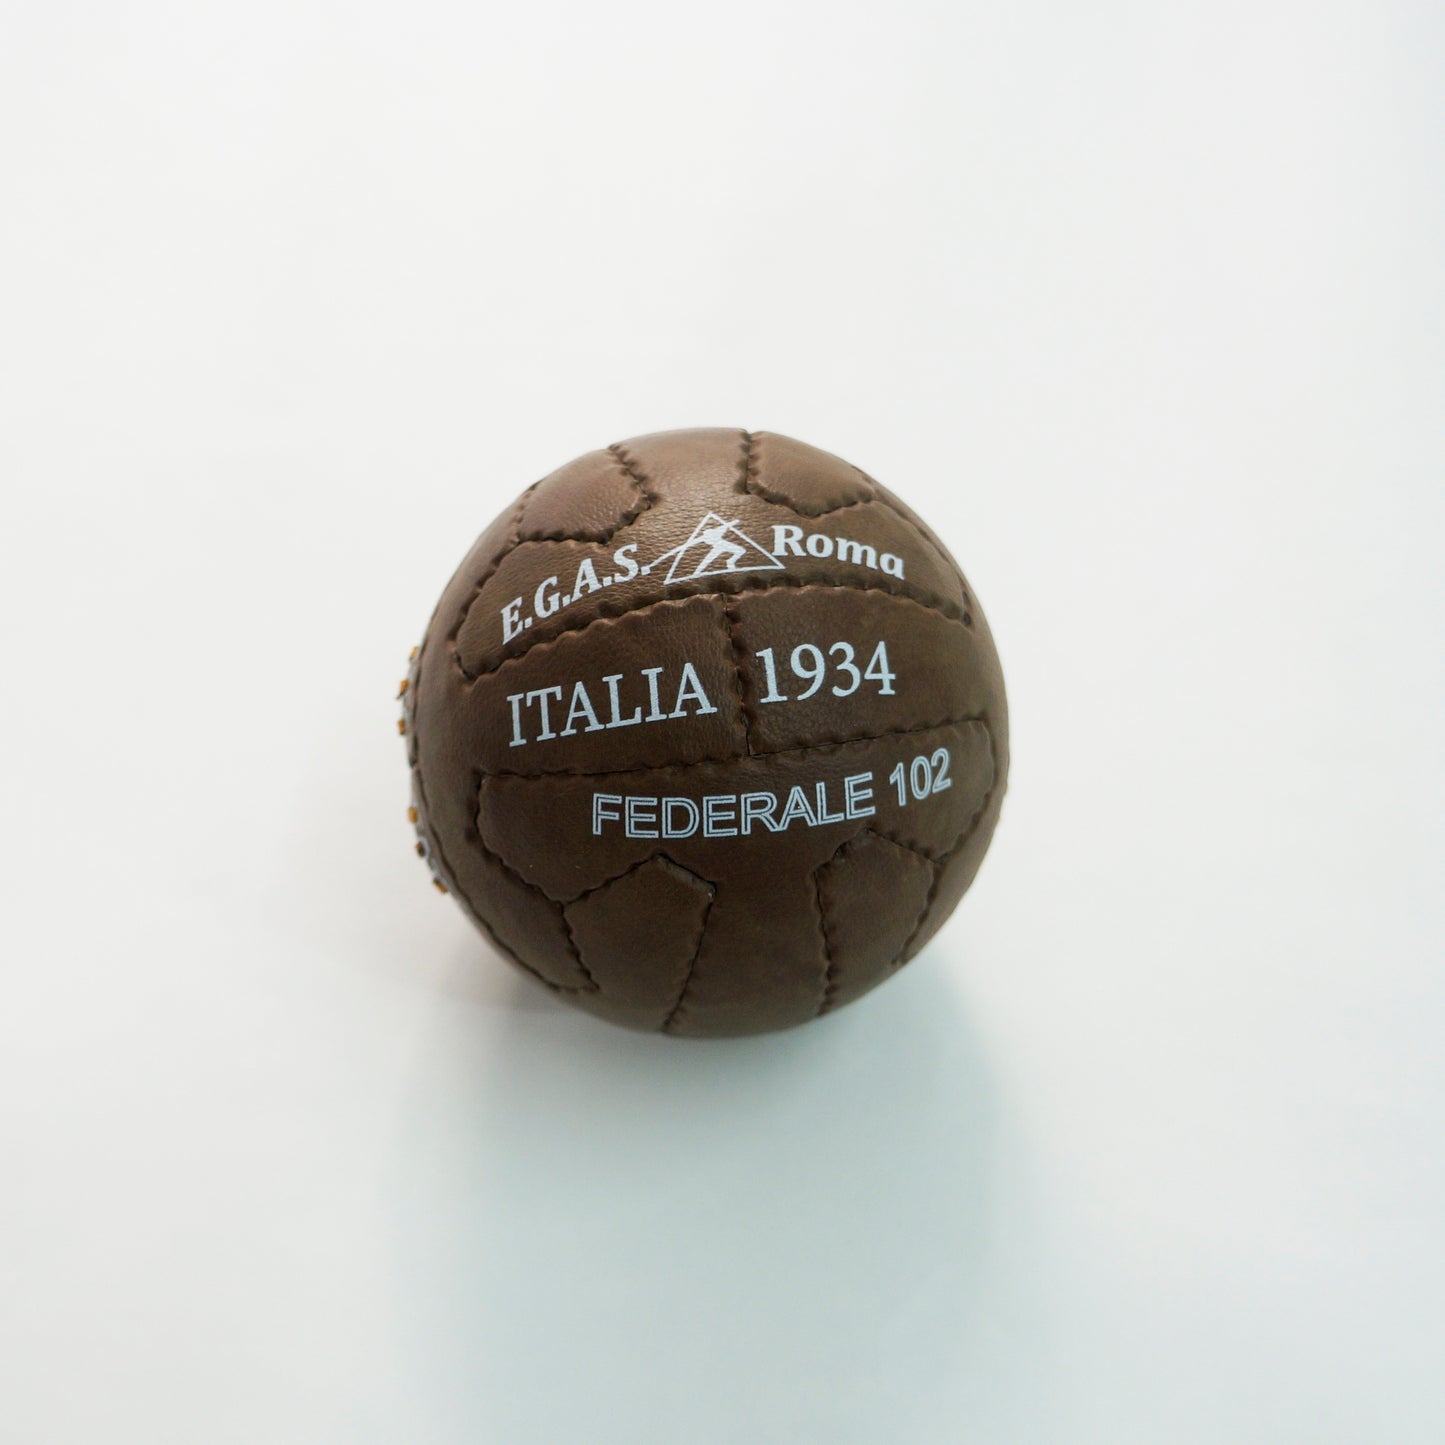 E.G.A.S. Roma
ITALIA 1934
FEDERALE 102